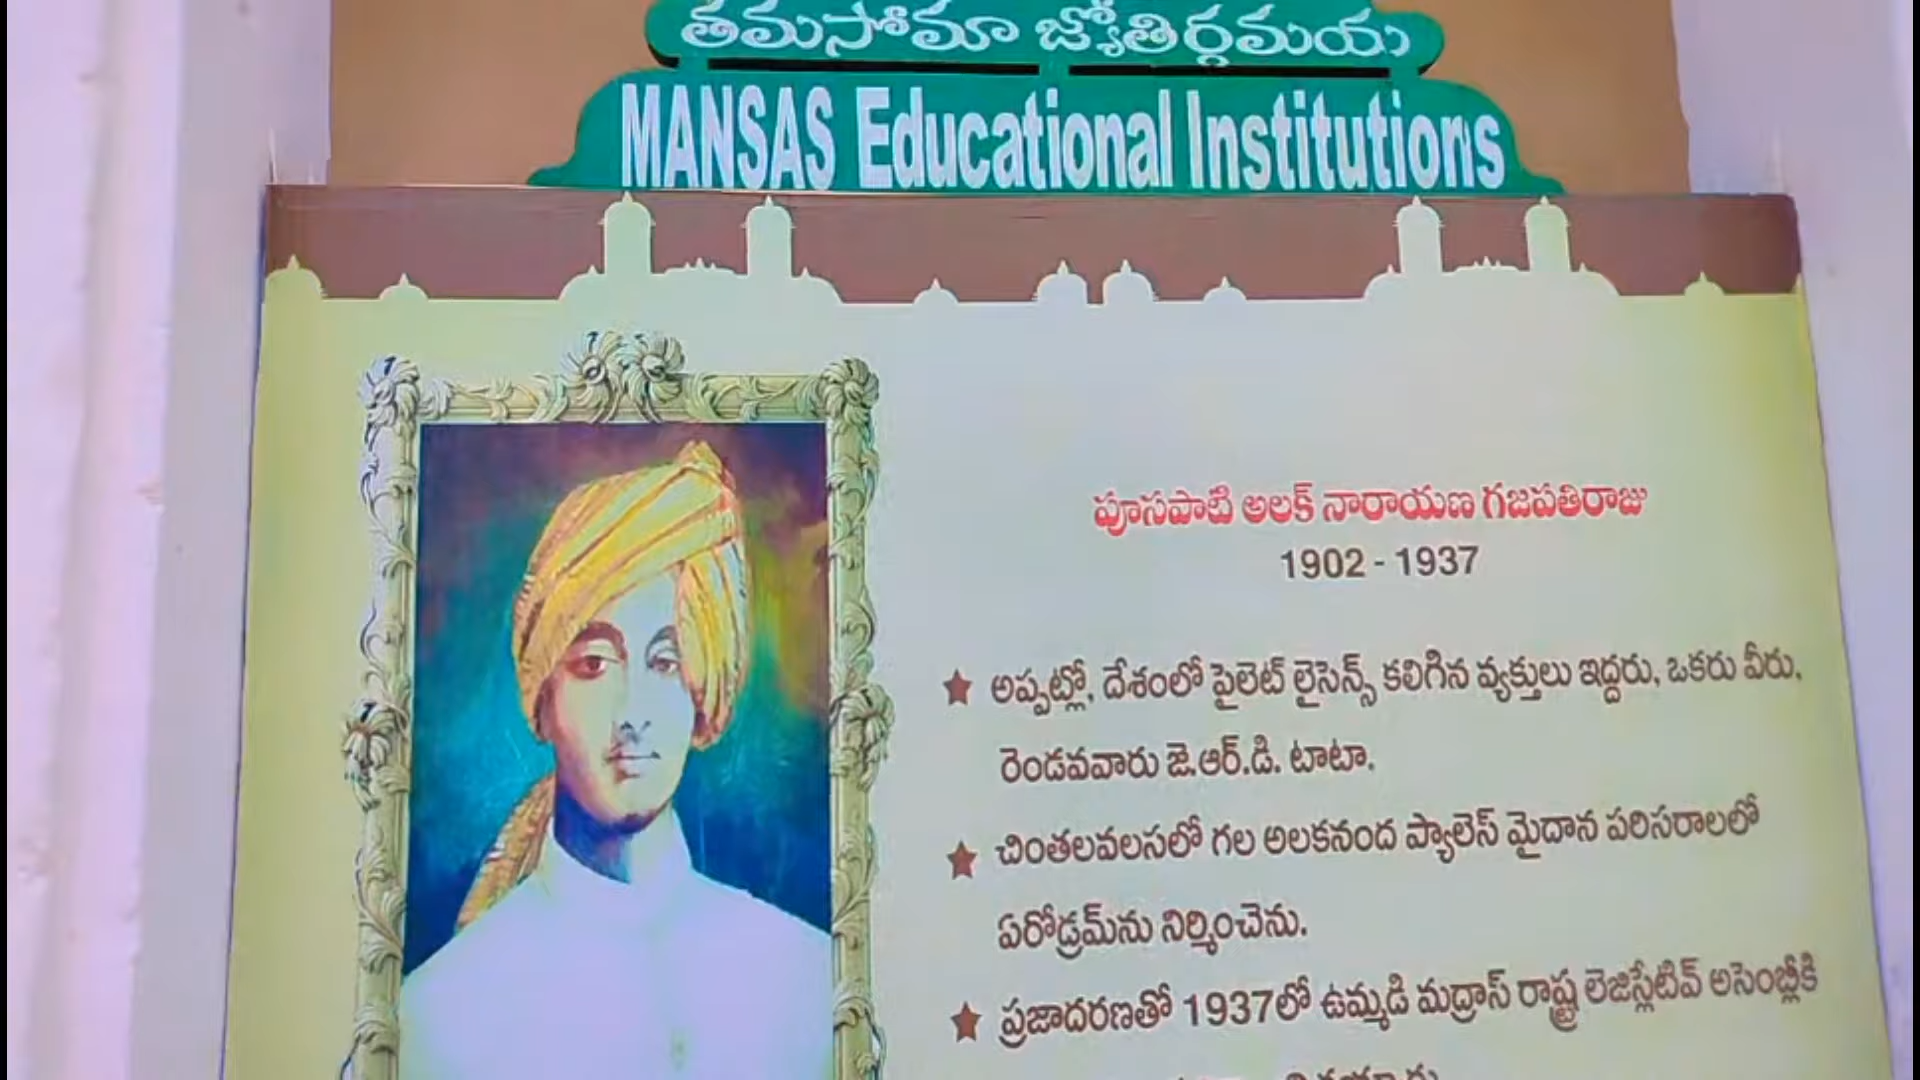 తమసోమా జ్యోతిర్గమయ
MANSAS Educational Institutions
పూసపాటి అలక్ నారాయణ గజపతిరాజు
1902 - 1937
★ అప్పట్లో, దేశంలో పైలెట్ లైసెన్స్ కలిగిన వ్యక్తులు ఇద్దరు, ఒకరు వీరు,
రెండవవారు జె.ఆర్.డి. టాటా.
★ చింతలవలసలో గల అలకనంద ప్యాలెస్ మైదాన పరిసరాలలో
ఏరోడ్రమ్‌ను నిర్మించెను.
★ ప్రజాదరణతో 1937లో ఉమ్మడి మద్రాస్ రాష్ట్ర లెజిస్లేటివ్ అసెంబ్లీకి